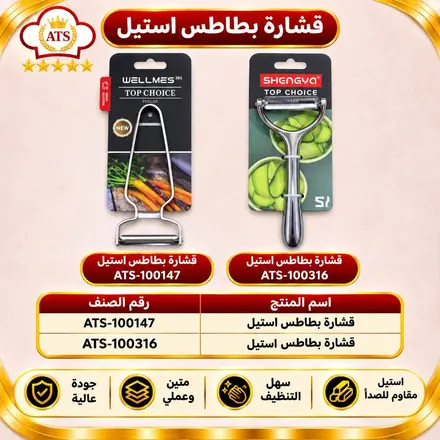 ATS
قشارة بطاطس استيل
WELLMES 365
TOP CHOICE
PEELER
NEW
SHENGYA
TOP CHOICE
PEELER
قشارة بطاطس استيل
ATS-100147
قشارة بطاطس استيل
ATS-100316
اسم المنتج رقم الصنف
قشارة بطاطس استيل ATS-100147
قشارة بطاطس استيل ATS-100316
استيل
مقاوم للصدأ
سهل
التنظيف
متين
وعملي
جودة
عالية